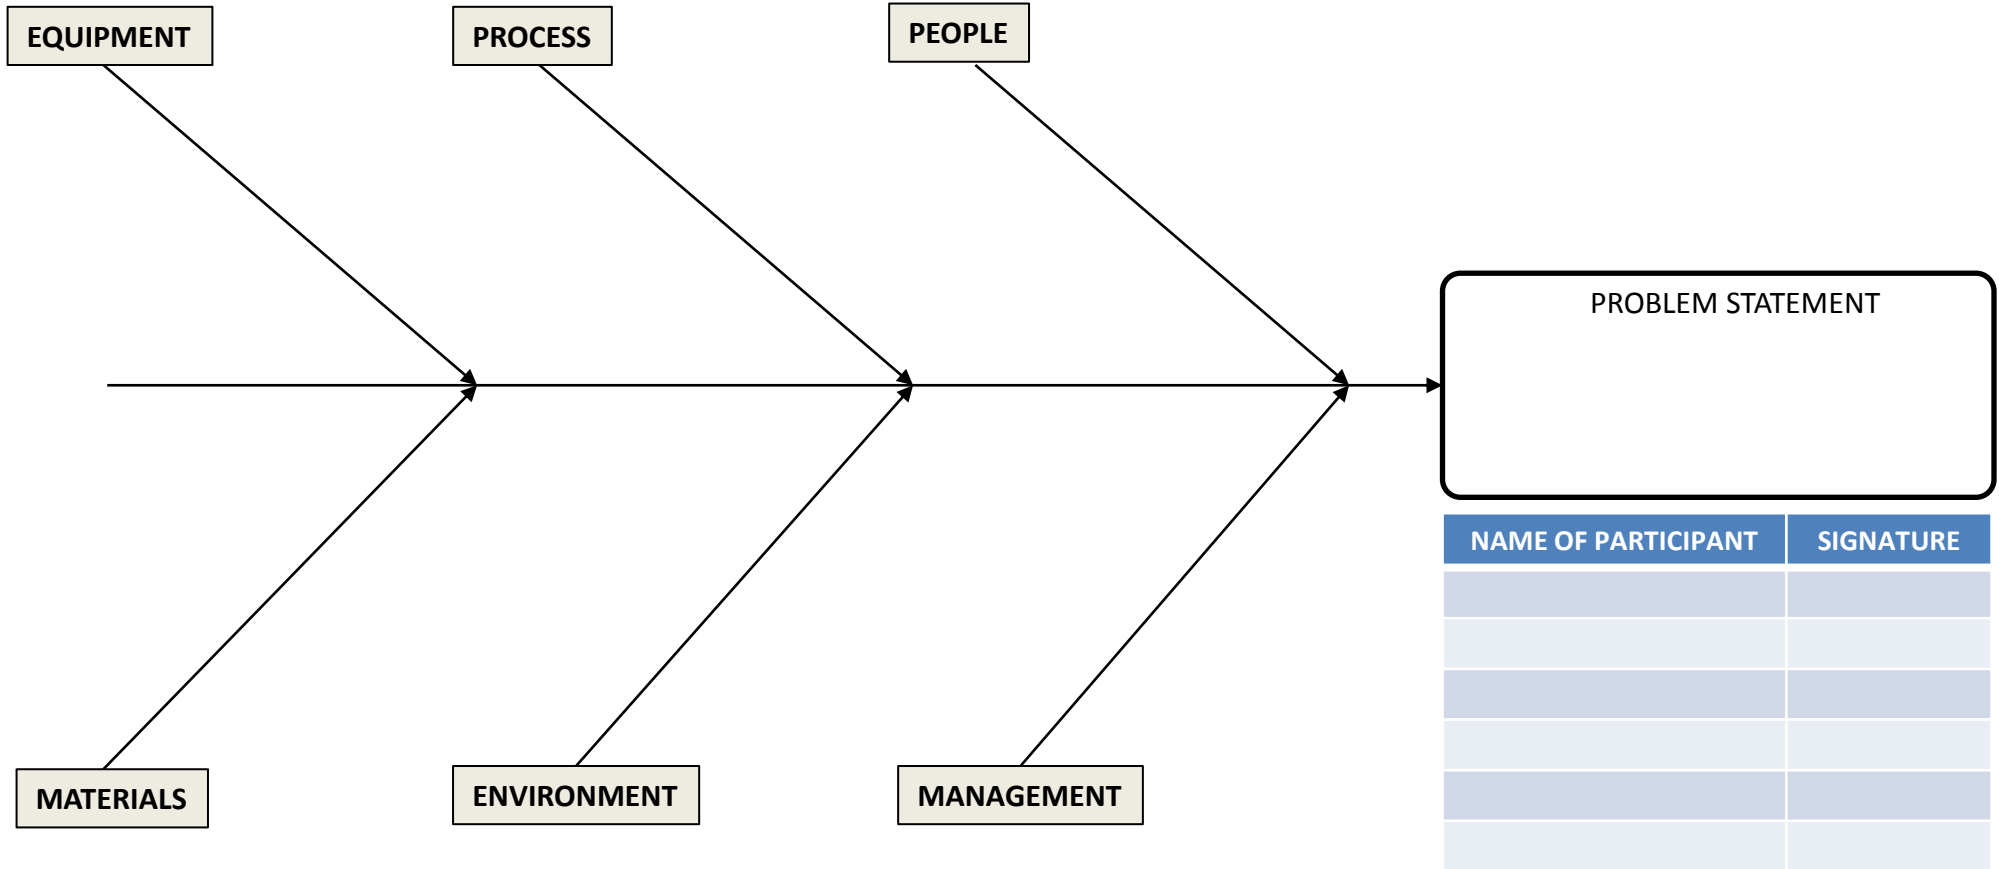 EQUIPMENT
PROCESS
PEOPLE
PROBLEM STATEMENT
NAME OF PARTICIPANT
SIGNATURE
MATERIALS
ENVIRONMENT
MANAGEMENT